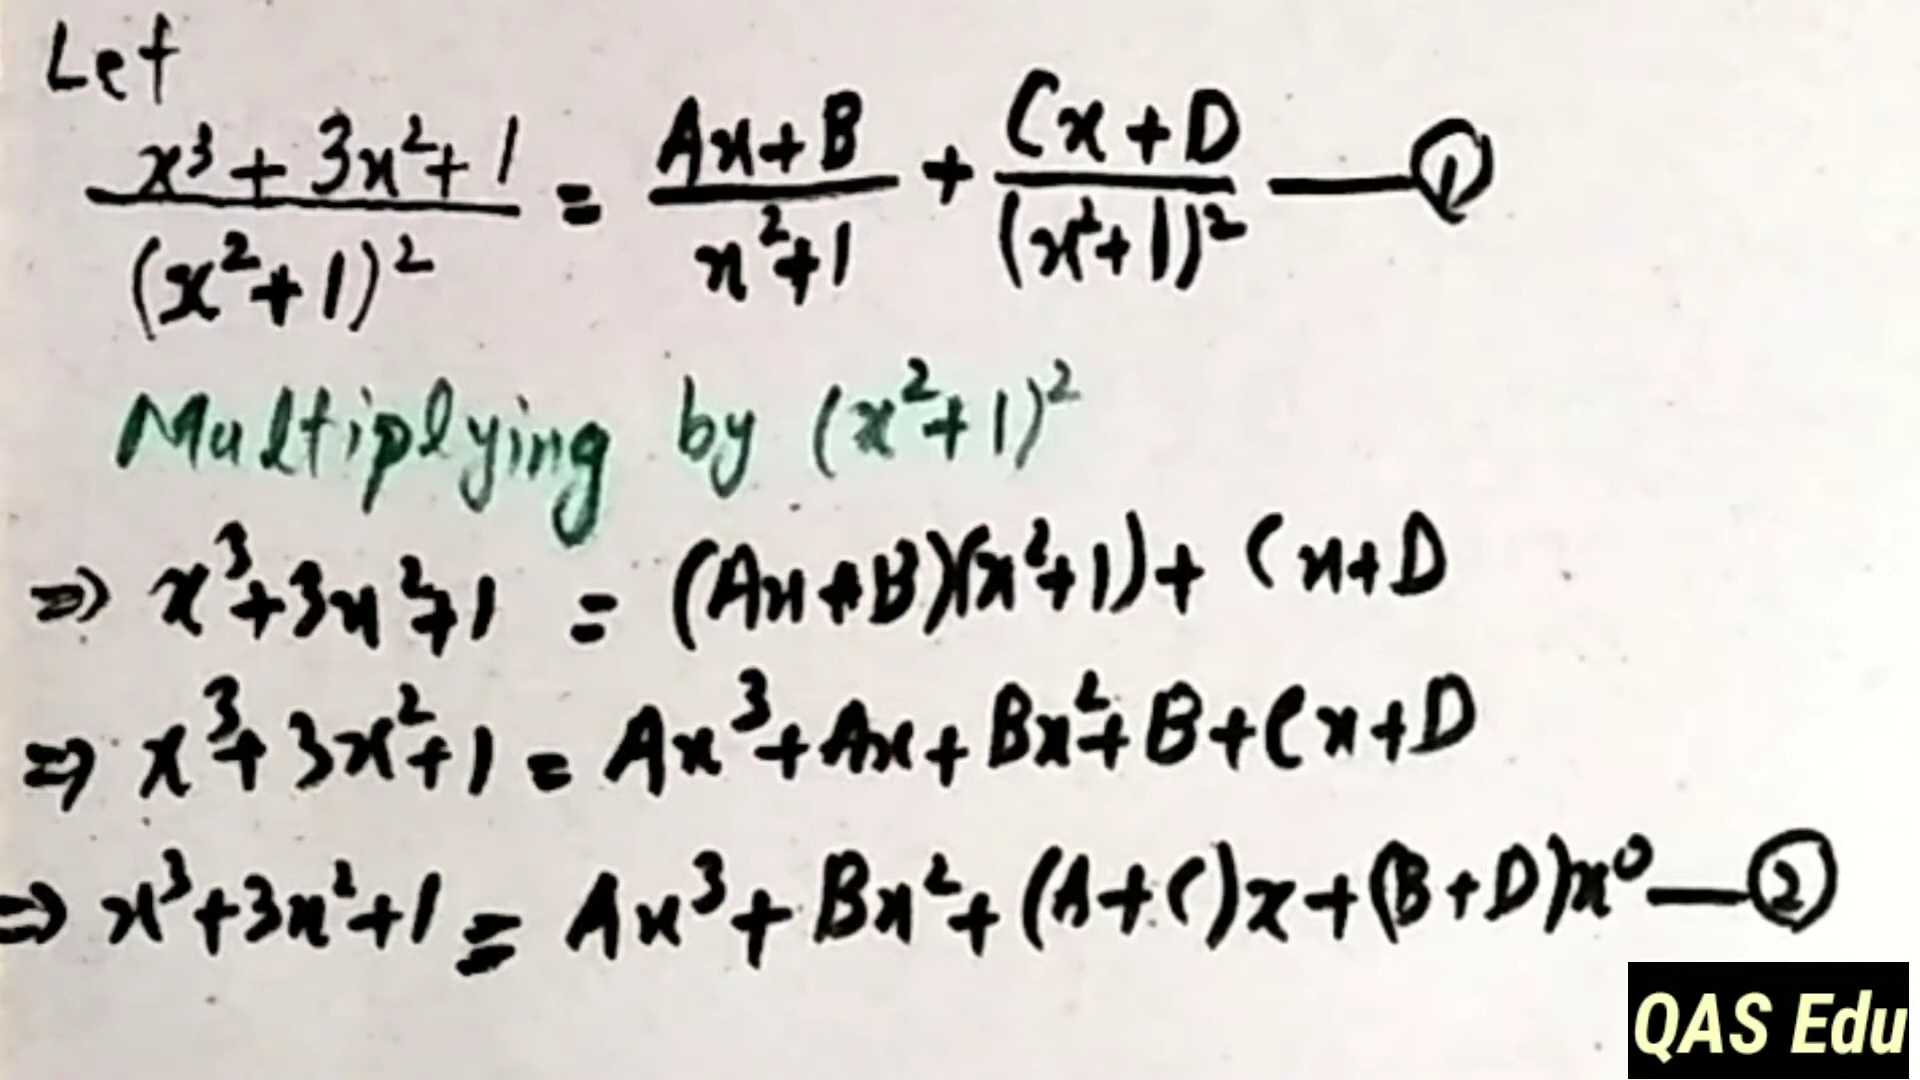 Let
x³ + 3x² + 1 / (x² + 1)² = Ax + B / x² + 1 + Cx + D / (x² + 1)² — ①
Multiplying by (x² + 1)²
⇒ x³ + 3x² + 1 = (Ax + B)(x² + 1) + Cx + D
⇒ x³ + 3x² + 1 = Ax³ + Ax + Bx² + B + Cx + D
⇒ x³ + 3x² + 1 = Ax³ + Bx² + (A + C)x + (B + D)x⁰ — ②
QAS Edu